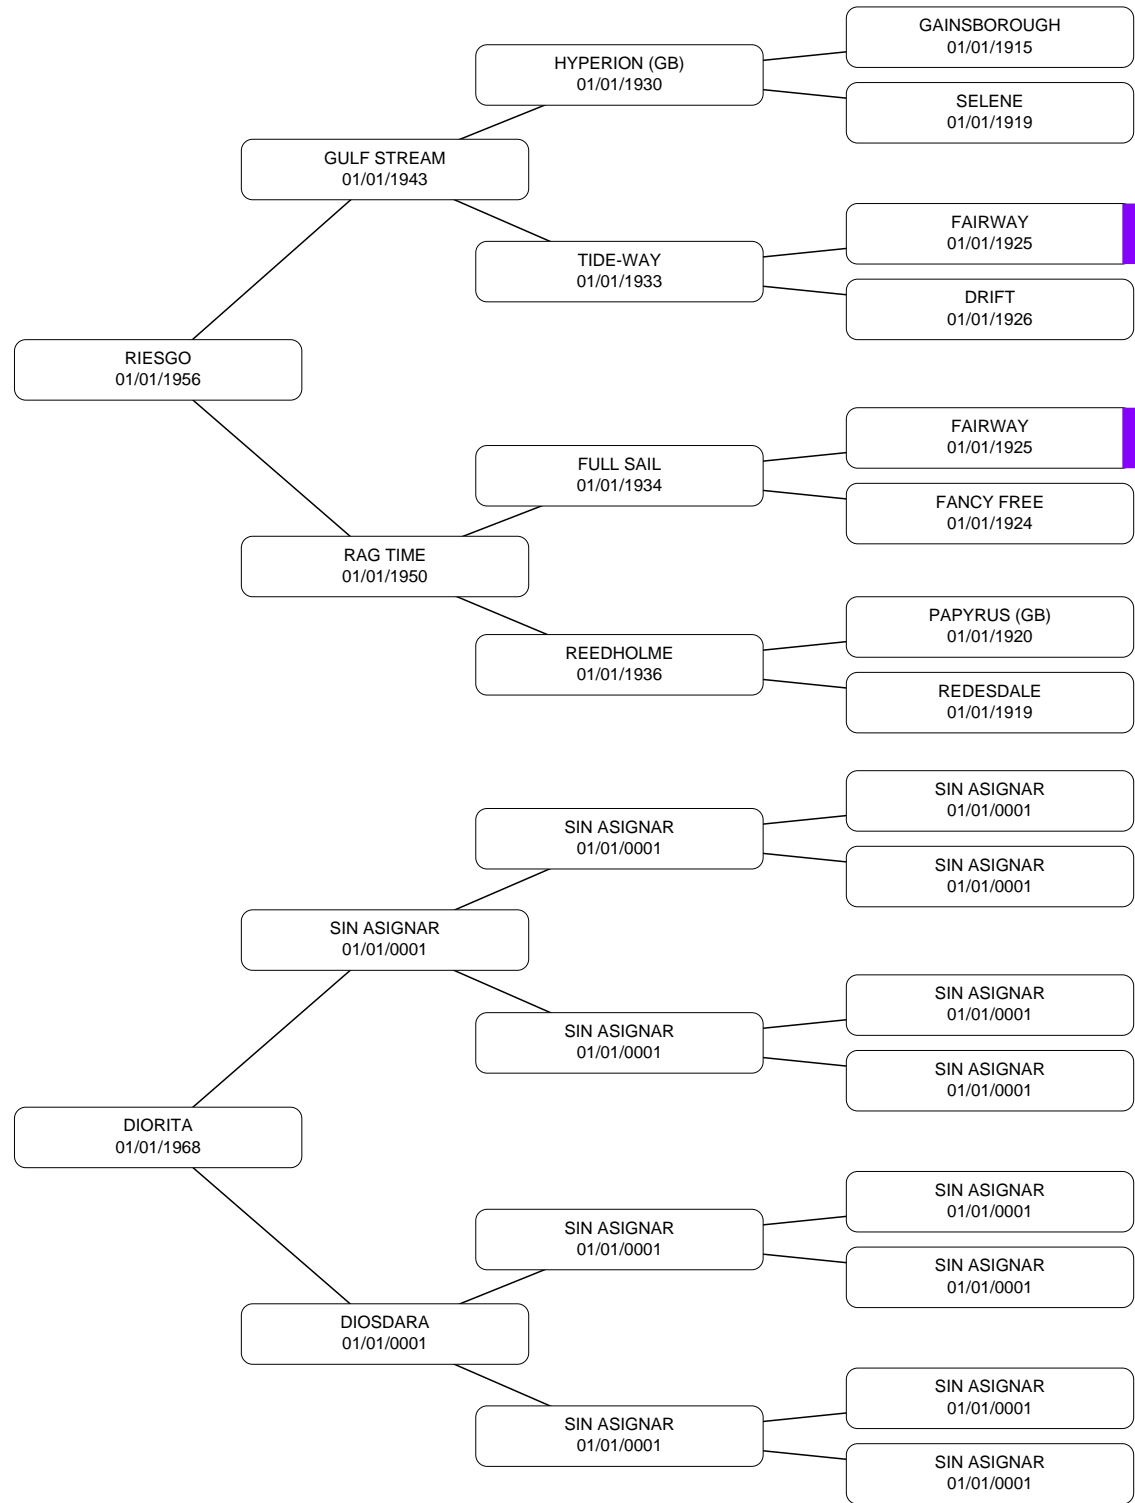 GAINSBOROUGH
01/01/1915
HYPERION (GB)
01/01/1930
SELENE
01/01/1919
GULF STREAM
01/01/1943
FAIRWAY
01/01/1925
TIDE-WAY
01/01/1933
DRIFT
01/01/1926
RIESGO
01/01/1956
FAIRWAY
01/01/1925
FULL SAIL
01/01/1934
FANCY FREE
01/01/1924
RAG TIME
01/01/1950
PAPYRUS (GB)
01/01/1920
REEDHOLME
01/01/1936
REDESDALE
01/01/1919
SIN ASIGNAR
01/01/0001
SIN ASIGNAR
01/01/0001
SIN ASIGNAR
01/01/0001
SIN ASIGNAR
01/01/0001
SIN ASIGNAR
01/01/0001
SIN ASIGNAR
01/01/0001
SIN ASIGNAR
01/01/0001
DIORITA
01/01/1968
SIN ASIGNAR
01/01/0001
SIN ASIGNAR
01/01/0001
SIN ASIGNAR
01/01/0001
DIOSDARA
01/01/0001
SIN ASIGNAR
01/01/0001
SIN ASIGNAR
01/01/0001
SIN ASIGNAR
01/01/0001